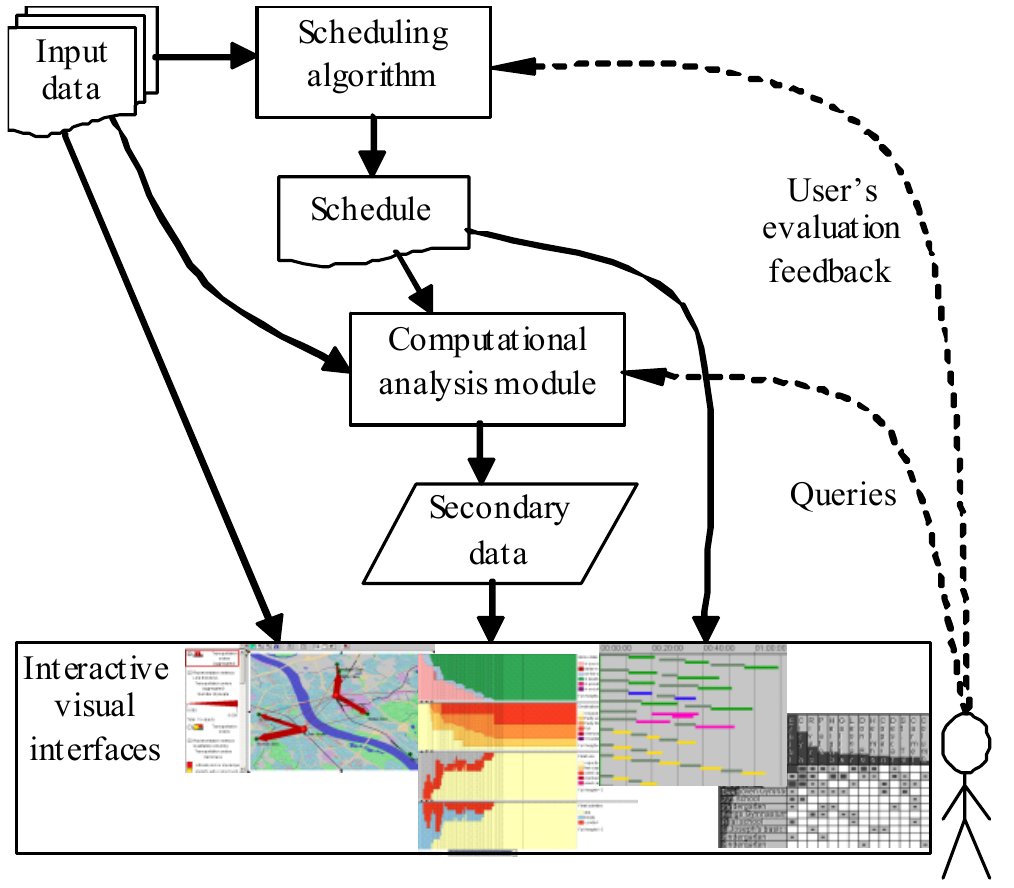 Input
data
Scheduling
algorithm
Schedule
User's
evaluation
feedback
Computational
analysis module
Queries
Secondary
data
Interactive
visual
interfaces
00:00:00
00:20:00
00:40:00
01:00:00